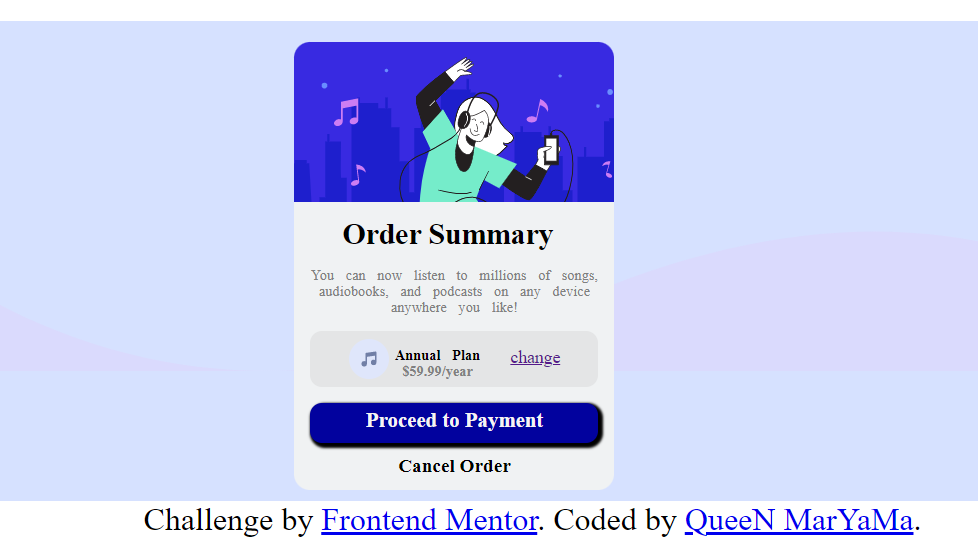 Order Summary
You can now listen to millions of songs,
audiobooks, and podcasts on any device
anywhere you like!
Annual Plan
$59.99/year
change
Proceed to Payment
Cancel Order
Challenge by Frontend Mentor. Coded by QueeN MarYaMa.